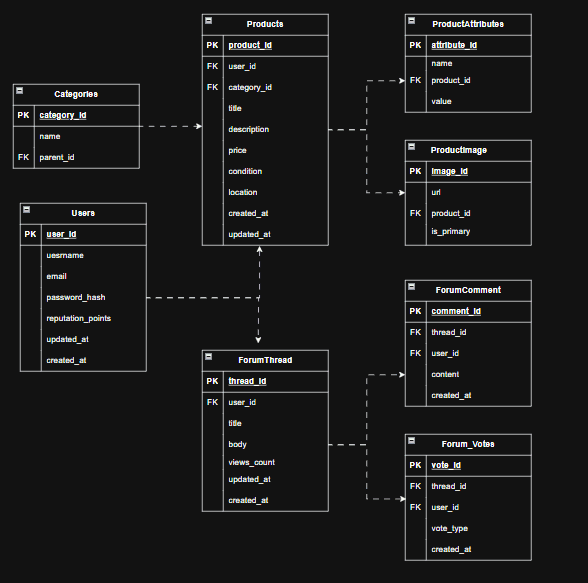 Products
PK product_id
FK user_id
FK category_id
title
description
price
condition
location
created_at
updated_at
ProductAttributes
PK attribute_id
name
FK product_id
value
Categories
PK category_id
name
FK parent_id
ProductImage
PK image_id
url
FK product_id
is_primary
Users
PK user_id
uesrname
email
password_hash
reputation_points
updated_at
created_at
ForumComment
PK comment_id
FK thread_id
FK user_id
content
created_at
ForumThread
PK thread_id
FK user_id
title
body
views_count
updated_at
created_at
Forum_Votes
PK vote_id
FK thread_id
FK user_id
vote_type
created_at